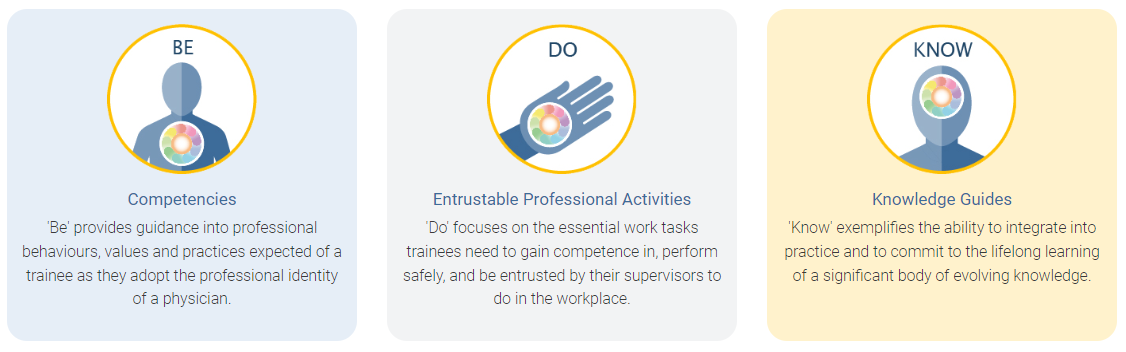 BE
Competencies
'Be' provides guidance into professional
behaviours, values and practices expected of a
trainee as they adopt the professional identity
of a physician.
DO
Entrustable Professional Activities
'Do' focuses on the essential work tasks
trainees need to gain competence in, perform
safely, and be entrusted by their supervisors to
do in the workplace.
KNOW
Knowledge Guides
'Know' exemplifies the ability to integrate into
practice and to commit to the lifelong learning
of a significant body of evolving knowledge.